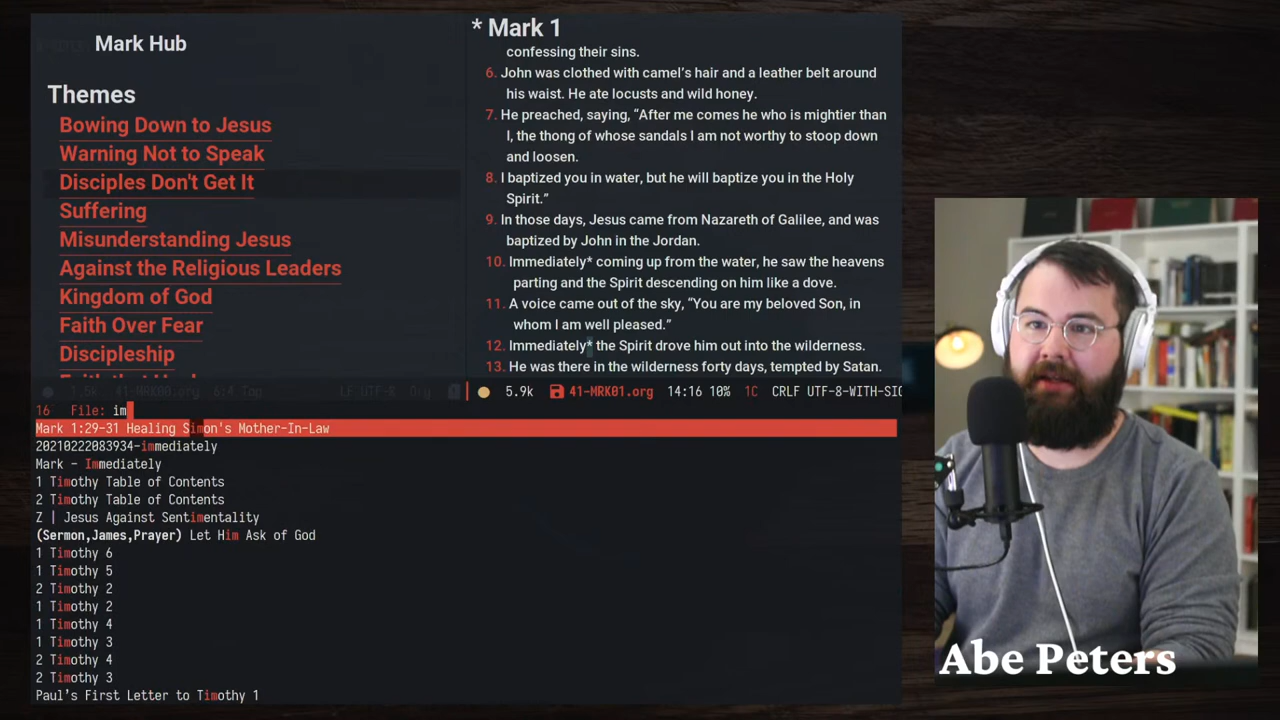 Mark Hub
Themes
Bowing Down to Jesus
Warning Not to Speak
Disciples Don't Get It
Suffering
Misunderstanding Jesus
Against the Religious Leaders
Kingdom of God
Faith Over Fear
Discipleship
* Mark 1
confessing their sins.
6. John was clothed with camel’s hair and a leather belt around
his waist. He ate locusts and wild honey.
7. He preached, saying, “After me comes he who is mightier than
I, the thong of whose sandals I am not worthy to stoop down
and loosen.
8. I baptized you in water, but he will baptize you in the Holy
Spirit.”
9. In those days, Jesus came from Nazareth of Galilee, and was
baptized by John in the Jordan.
10. Immediately* coming up from the water, he saw the heavens
parting and the Spirit descending on him like a dove.
11. A voice came out of the sky, “You are my beloved Son, in
whom I am well pleased.”
12. Immediately* the Spirit drove him out into the wilderness.
13. He was there in the wilderness forty days, tempted by Satan.
1.5k 41-MRK01.org 6:4 Top LF UTF-8 Org
5.9k 41-MRK01.org 14:16 10% 1C CRLF UTF-8-WITH-SIG
16 File: im
Mark 1:29-31 Healing Simon's Mother-In-Law
20210222083934-immediately
Mark - Immediately
1 Timothy Table of Contents
2 Timothy Table of Contents
Z | Jesus Against Sentimentality
(Sermon,James,Prayer) Let Him Ask of God
1 Timothy 6
1 Timothy 5
2 Timothy 2
1 Timothy 2
1 Timothy 4
1 Timothy 3
2 Timothy 4
2 Timothy 3
Paul’s First Letter to Timothy 1
Abe Peters